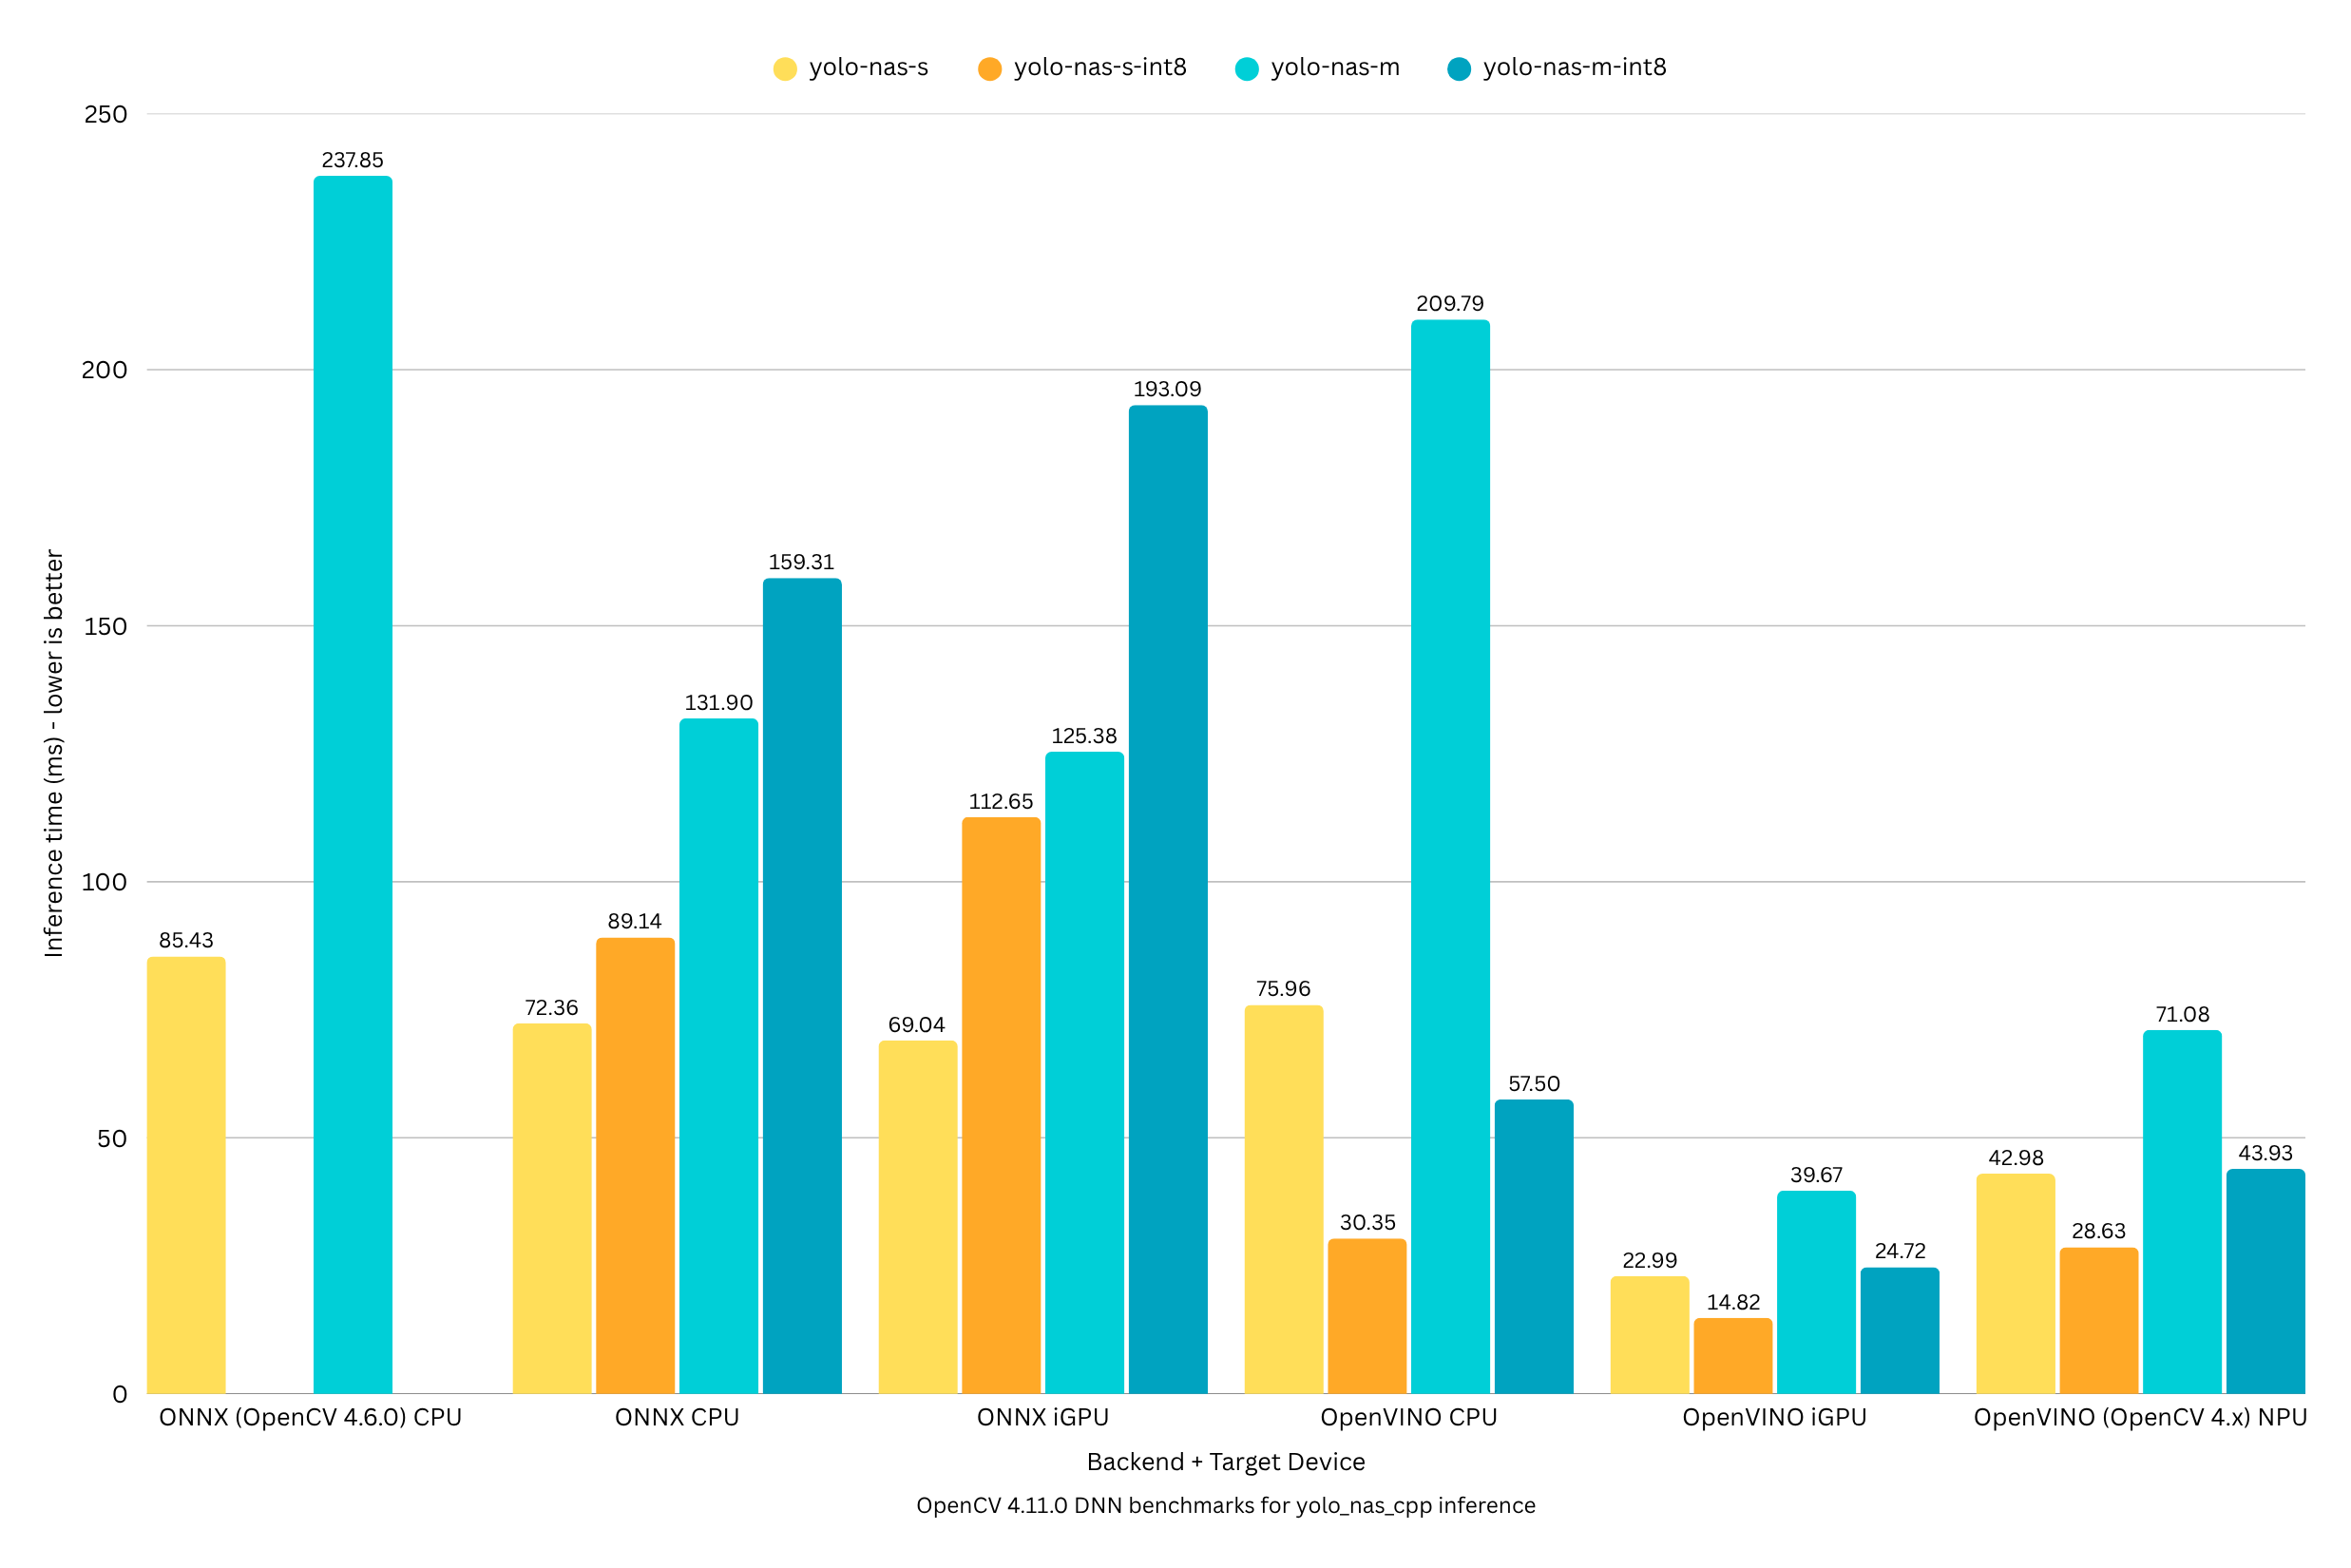 yolo-nas-s yolo-nas-s-int8 yolo-nas-m yolo-nas-m-int8
Inference time (ms) - lower is better
250
200
150
100
50
0
85.43
237.85
72.36
89.14
131.90
159.31
69.04
112.65
125.38
193.09
75.96
30.35
209.79
57.50
22.99
14.82
39.67
24.72
42.98
28.63
71.08
43.93
ONNX (OpenCV 4.6.0) CPU
ONNX CPU
ONNX iGPU
OpenVINO CPU
OpenVINO iGPU
OpenVINO (OpenCV 4.x) NPU
Backend + Target Device
OpenCV 4.11.0 DNN benchmarks for yolo_nas_cpp inference